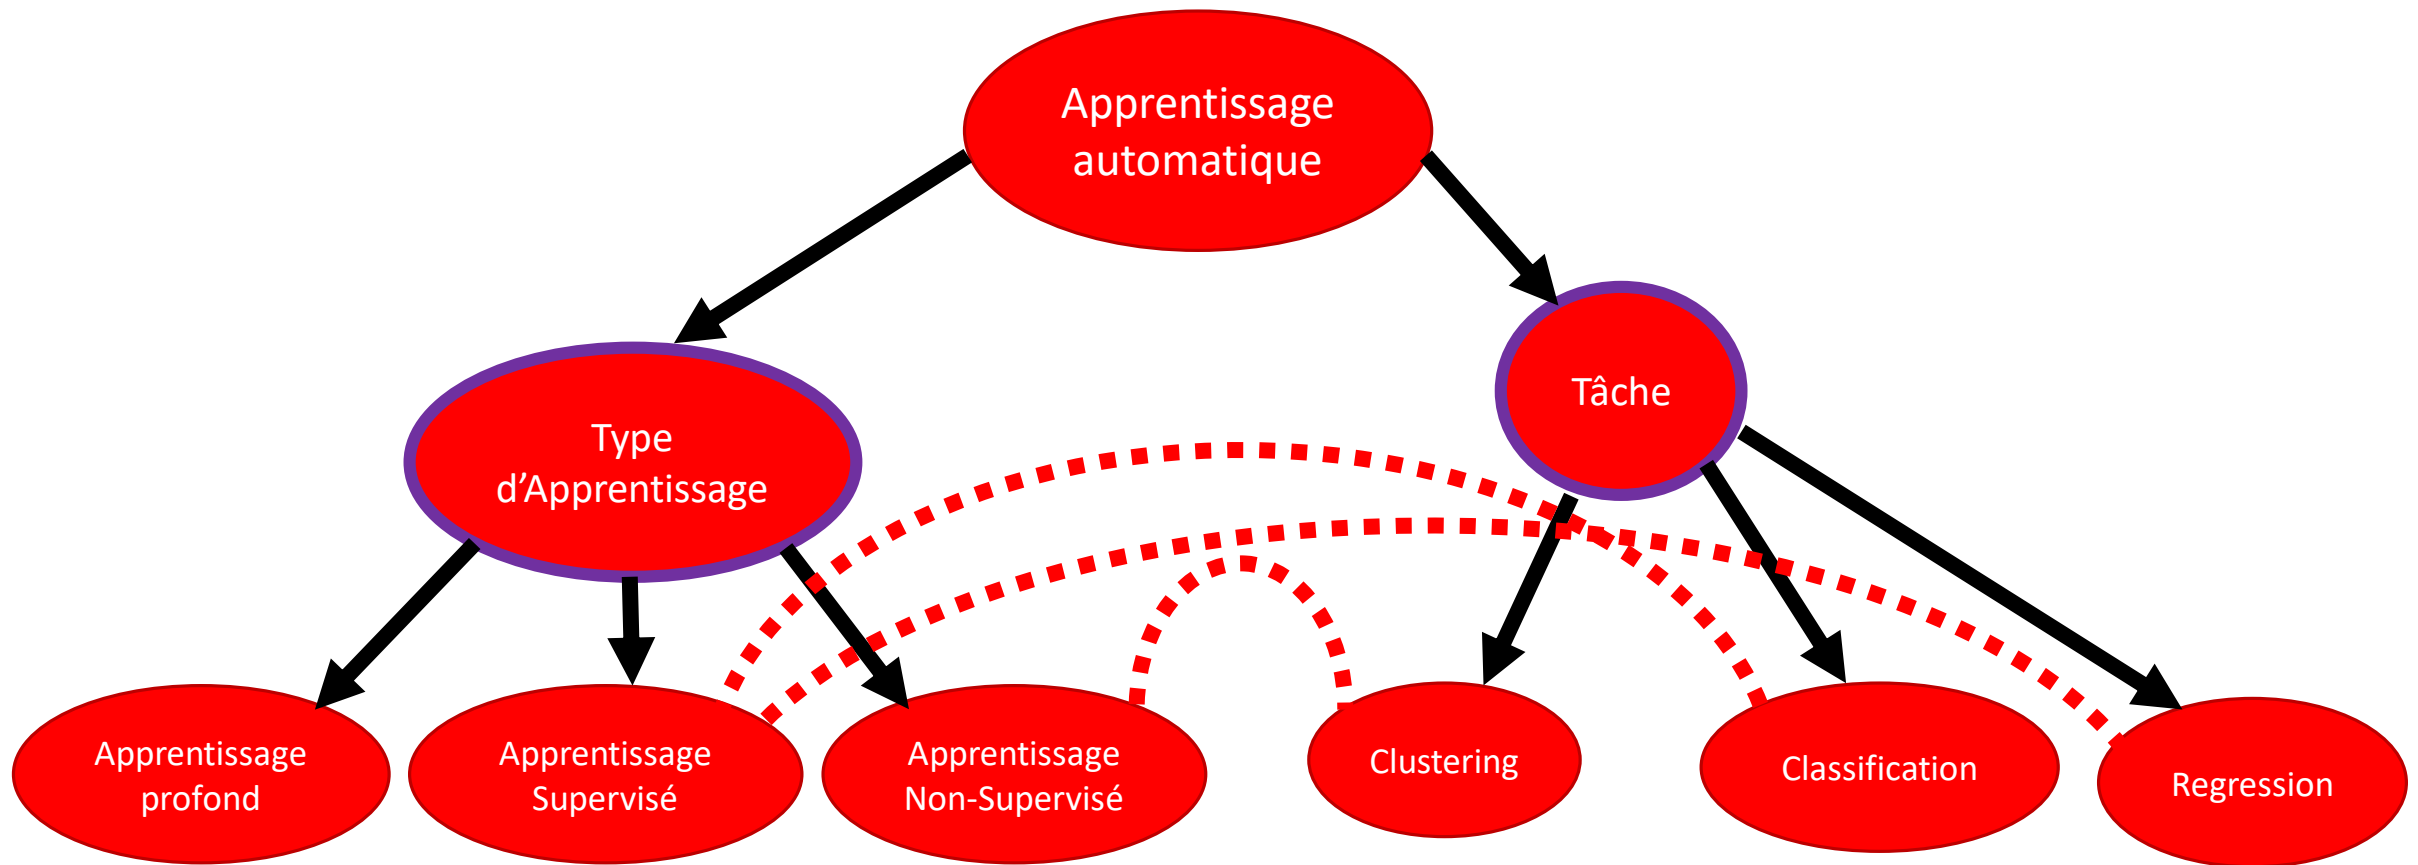 Apprentissage
automatique
Tâche
Type
d’Apprentissage
Apprentissage
profond
Apprentissage
Supervisé
Apprentissage
Non-Supervisé
Clustering
Classification
Regression